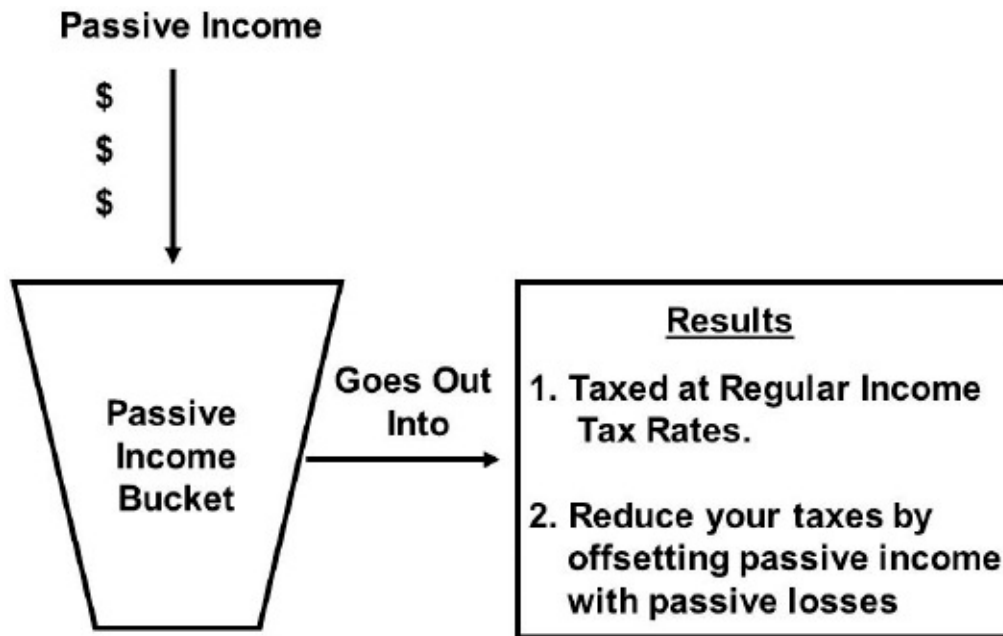 Passive Income
$
$
$
Passive
Income
Bucket
Goes Out
Into
Results
1. Taxed at Regular Income
Tax Rates.
2. Reduce your taxes by
offsetting passive income
with passive losses